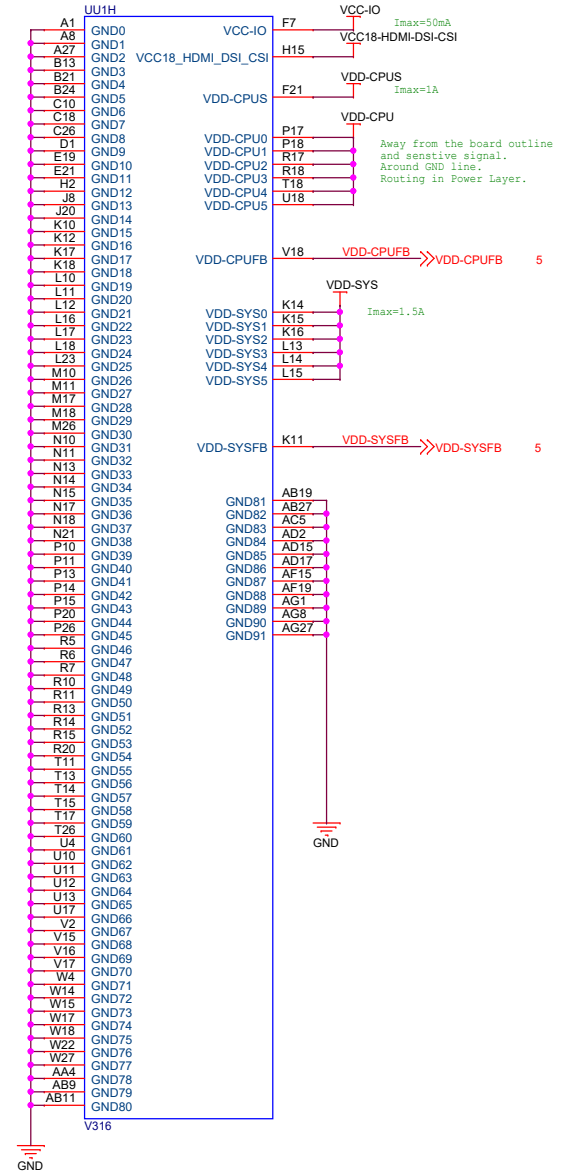 UU1H
A1 GND0
A8 GND1
A27 GND2
B13 GND3
B21 GND4
B24 GND5
C10 GND6
C18 GND7
C26 GND8
D1 GND9
E19 GND10
E21 GND11
H2 GND12
J8 GND13
J20 GND14
K10 GND15
K12 GND16
K17 GND17
K18 GND18
L10 GND19
L11 GND20
L12 GND21
L16 GND22
L17 GND23
L18 GND24
L23 GND25
M10 GND26
M11 GND27
M17 GND28
M18 GND29
M26 GND30
N10 GND31
N11 GND32
N13 GND33
N14 GND34
N15 GND35
N17 GND36
N18 GND37
N21 GND38
P10 GND39
P11 GND40
P13 GND41
P14 GND42
P15 GND43
P20 GND44
P26 GND45
R5 GND46
R6 GND47
R7 GND48
R10 GND49
R11 GND50
R13 GND51
R14 GND52
R15 GND53
R20 GND54
T11 GND55
T13 GND56
T14 GND57
T15 GND58
T17 GND59
T26 GND60
U4 GND61
U10 GND62
U11 GND63
U12 GND64
U13 GND65
U17 GND66
V2 GND67
V15 GND68
V16 GND69
V17 GND70
W4 GND71
W14 GND72
W15 GND73
W17 GND74
W18 GND75
W22 GND76
W27 GND77
AA4 GND78
AB9 GND79
AB11 GND80
V316
GND
VCC-IO
VCC-IO F7
Imax=50mA
VCC18-HDMI-DSI-CSI
VCC18_HDMI_DSI_CSI H15
VDD-CPUS
VDD-CPUS F21
Imax=1A
VDD-CPU
VDD-CPU0 P17
VDD-CPU1 P18
VDD-CPU2 R17
VDD-CPU3 R18
VDD-CPU4 T18
VDD-CPU5 U18
Away from the board outline
and senstive signal.
Around GND line.
Routing in Power Layer.
VDD-CPUFB V18 VDD-CPUFB VDD-CPUFB 5
VDD-SYS
VDD-SYS0 K14
VDD-SYS1 K15
VDD-SYS2 K16
VDD-SYS3 L13
VDD-SYS4 L14
VDD-SYS5 L15
Imax=1.5A
VDD-SYSFB K11 VDD-SYSFB VDD-SYSFB 5
GND81 AB19
GND82 AB27
GND83 AC5
GND84 AD2
GND85 AD15
GND86 AD17
GND87 AF15
GND88 AF19
GND89 AG1
GND90 AG8
GND91 AG27
GND